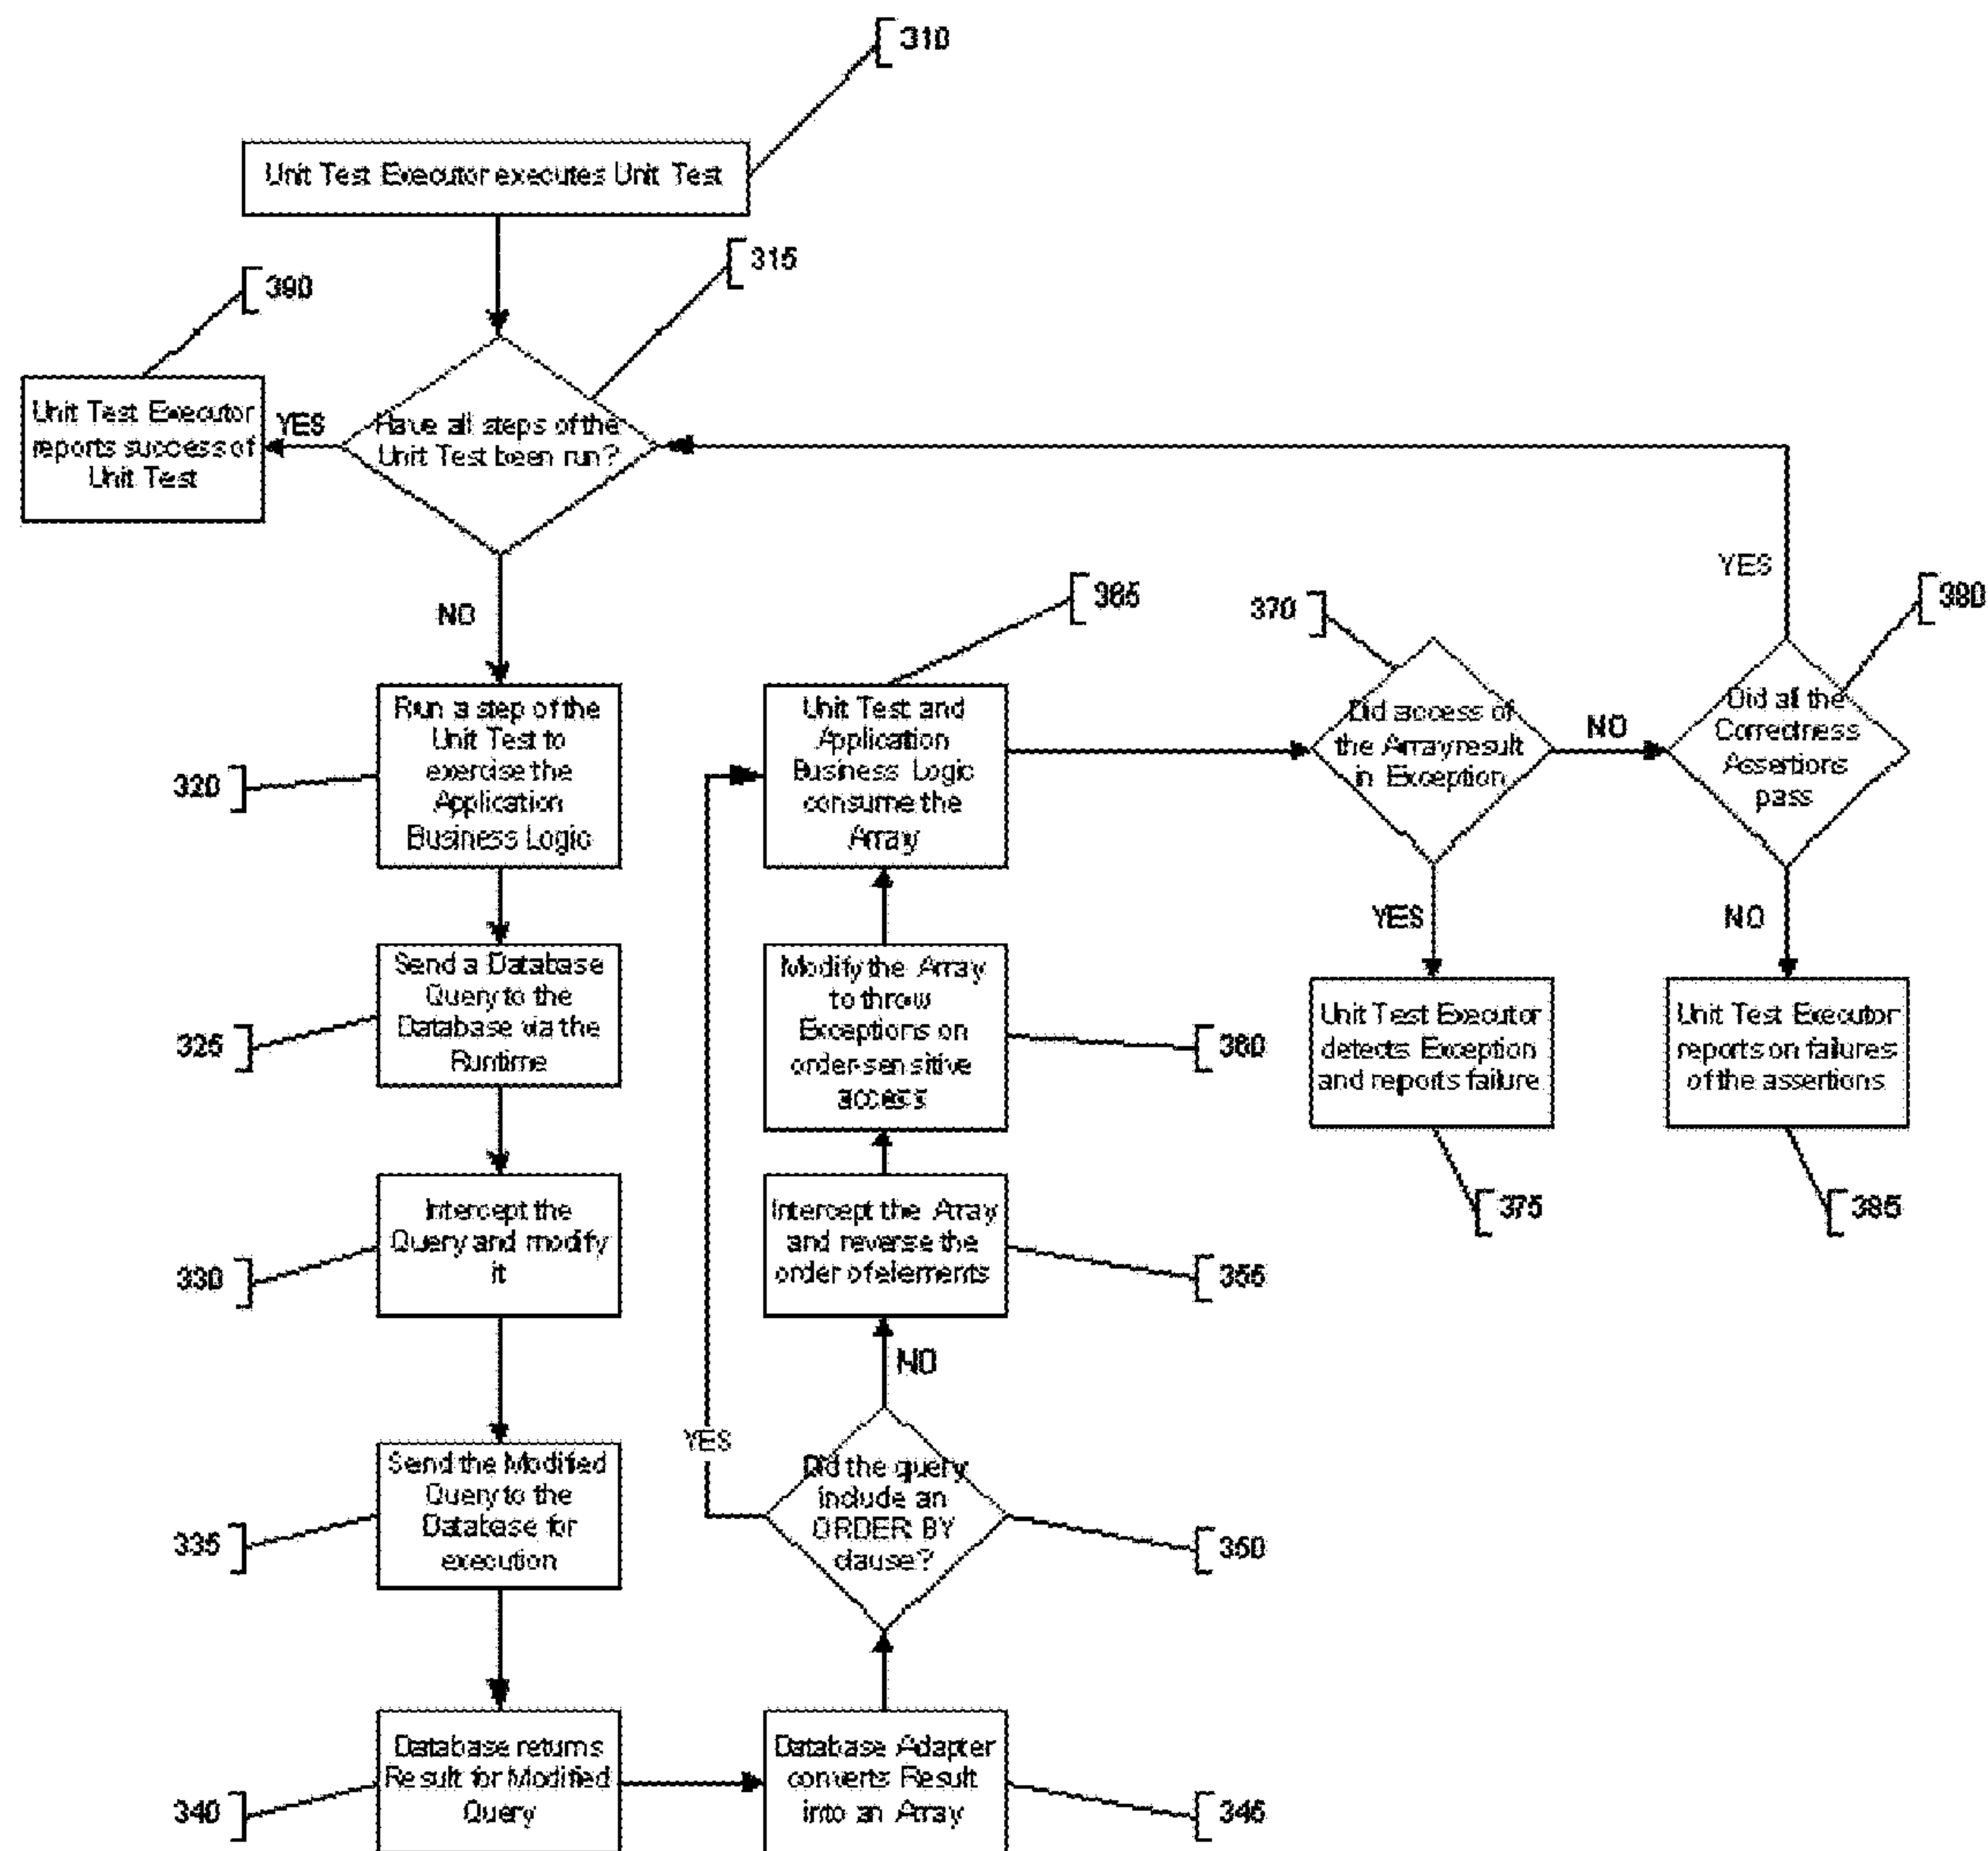 310
Unit Test Executor executes Unit Test
315
390
Unit Test Executor
reports success of
Unit Test
YES
Have all steps of the
Unit Test been run?
NO
YES
Run a step of the
Unit Test to
exercise the
Application
Business Logic
320
Send a Database
Query to the
Database via the
Runtime
325
Intercept the
Query and modify
it
330
Send the Modified
Query to the
Database for
execution
335
Database returns
Result for Modified
Query
340
Database Adapter
converts Result
into an Array
345
Did the query
include an
ORDER BY
clause?
350
YES
NO
Intercept the Array
and reverse the
order of elements
355
Modify the Array
to throw
Exceptions on
order-sensitive
access
360
Unit Test and
Application
Business Logic
consume the
Array
365
370
Did access of
the Array result
in Exception
NO
YES
Unit Test Executor
detects Exception
and reports failure
375
380
Did all the
Correctness
Assertions
pass
NO
Unit Test Executor
reports on failures
of the assertions
385